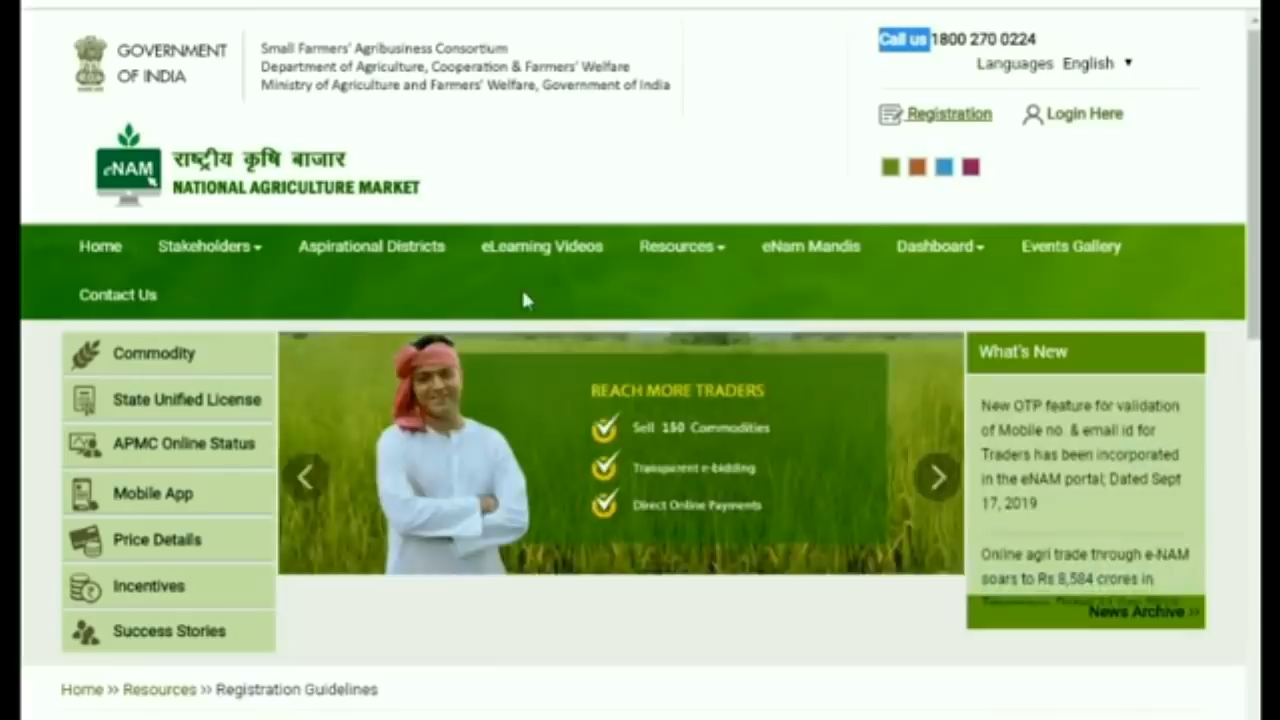 GOVERNMENT
OF INDIA
Small Farmers' Agribusiness Consortium
Department of Agriculture, Cooperation & Farmers' Welfare
Ministry of Agriculture and Farmers' Welfare, Government of India
Call us 1800 270 0224
Languages English
Registration
Login Here
eNAM
राष्ट्रीय कृषि बाजार
NATIONAL AGRICULTURE MARKET
Home Stakeholders Aspirational Districts eLearning Videos Resources eNam Mandis Dashboard Events Gallery
Contact Us
Commodity
State Unified License
APMC Online Status
Mobile App
Price Details
Incentives
Success Stories
REACH MORE TRADERS
Sell 150 Commodities
Transparent e-bidding
Direct Online Payments
What's New
New OTP feature for validation
of Mobile no. & email id for
Traders has been incorporated
in the eNAM portal; Dated Sept
17, 2019
Online agri trade through e-NAM
soars to Rs 8,584 crores in
News Archive »
Home » Resources » Registration Guidelines